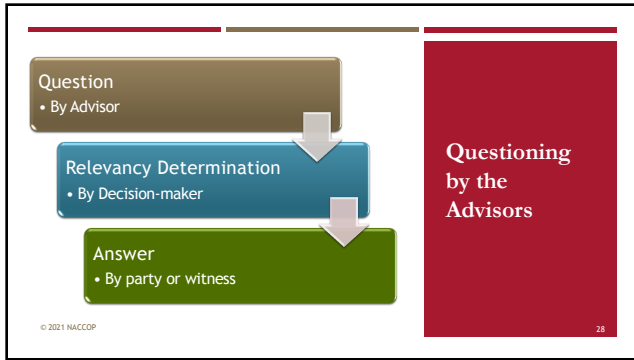 Question
• By Advisor
Relevancy Determination
• By Decision-maker
Answer
• By party or witness
Questioning
by the
Advisors
© 2021 NACCOP
28